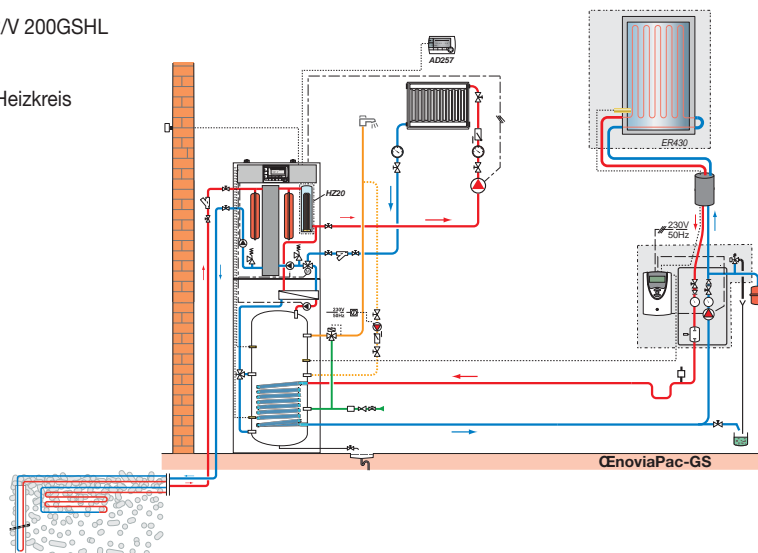 /V 200GSHL
Heizkreis
AD257
ER430
HZ20
230V
50Hz
230V
50Hz
ŒnoviaPac-GS